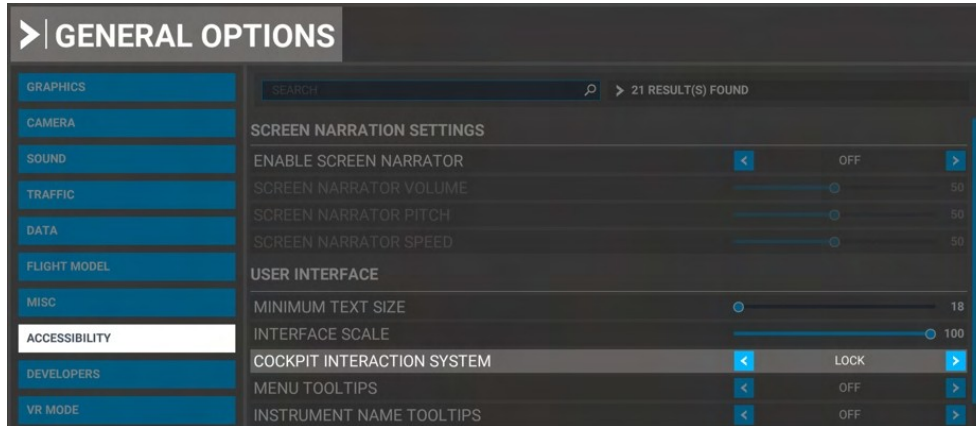 GENERAL OPTIONS
GRAPHICS
CAMERA
SOUND
TRAFFIC
DATA
FLIGHT MODEL
MISC
ACCESSIBILITY
DEVELOPERS
VR MODE
SEARCH
21 RESULT(S) FOUND
SCREEN NARRATION SETTINGS
ENABLE SCREEN NARRATOR OFF
SCREEN NARRATOR VOLUME 50
SCREEN NARRATOR PITCH 50
SCREEN NARRATOR SPEED 50
USER INTERFACE
MINIMUM TEXT SIZE 18
INTERFACE SCALE 100
COCKPIT INTERACTION SYSTEM LOCK
MENU TOOLTIPS OFF
INSTRUMENT NAME TOOLTIPS OFF